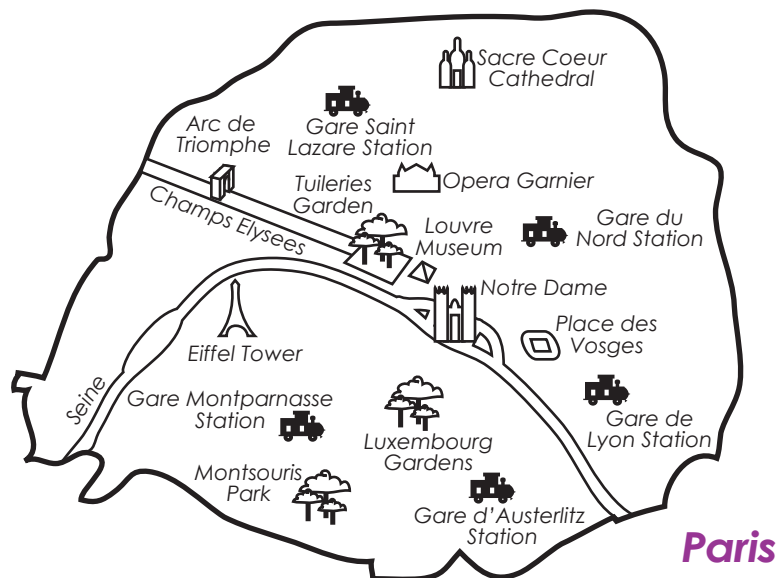 Sacre Coeur
Cathedral
Arc de
Triomphe
Gare Saint
Lazare Station
Tuileries
Garden
Opera Garnier
Champs Elysees
Louvre
Museum
Gare du
Nord Station
Notre Dame
Place des
Vosges
Eiffel Tower
Seine
Gare Montparnasse
Station
Luxembourg
Gardens
Gare de
Lyon Station
Montsouris
Park
Gare d'Austerlitz
Station
Paris